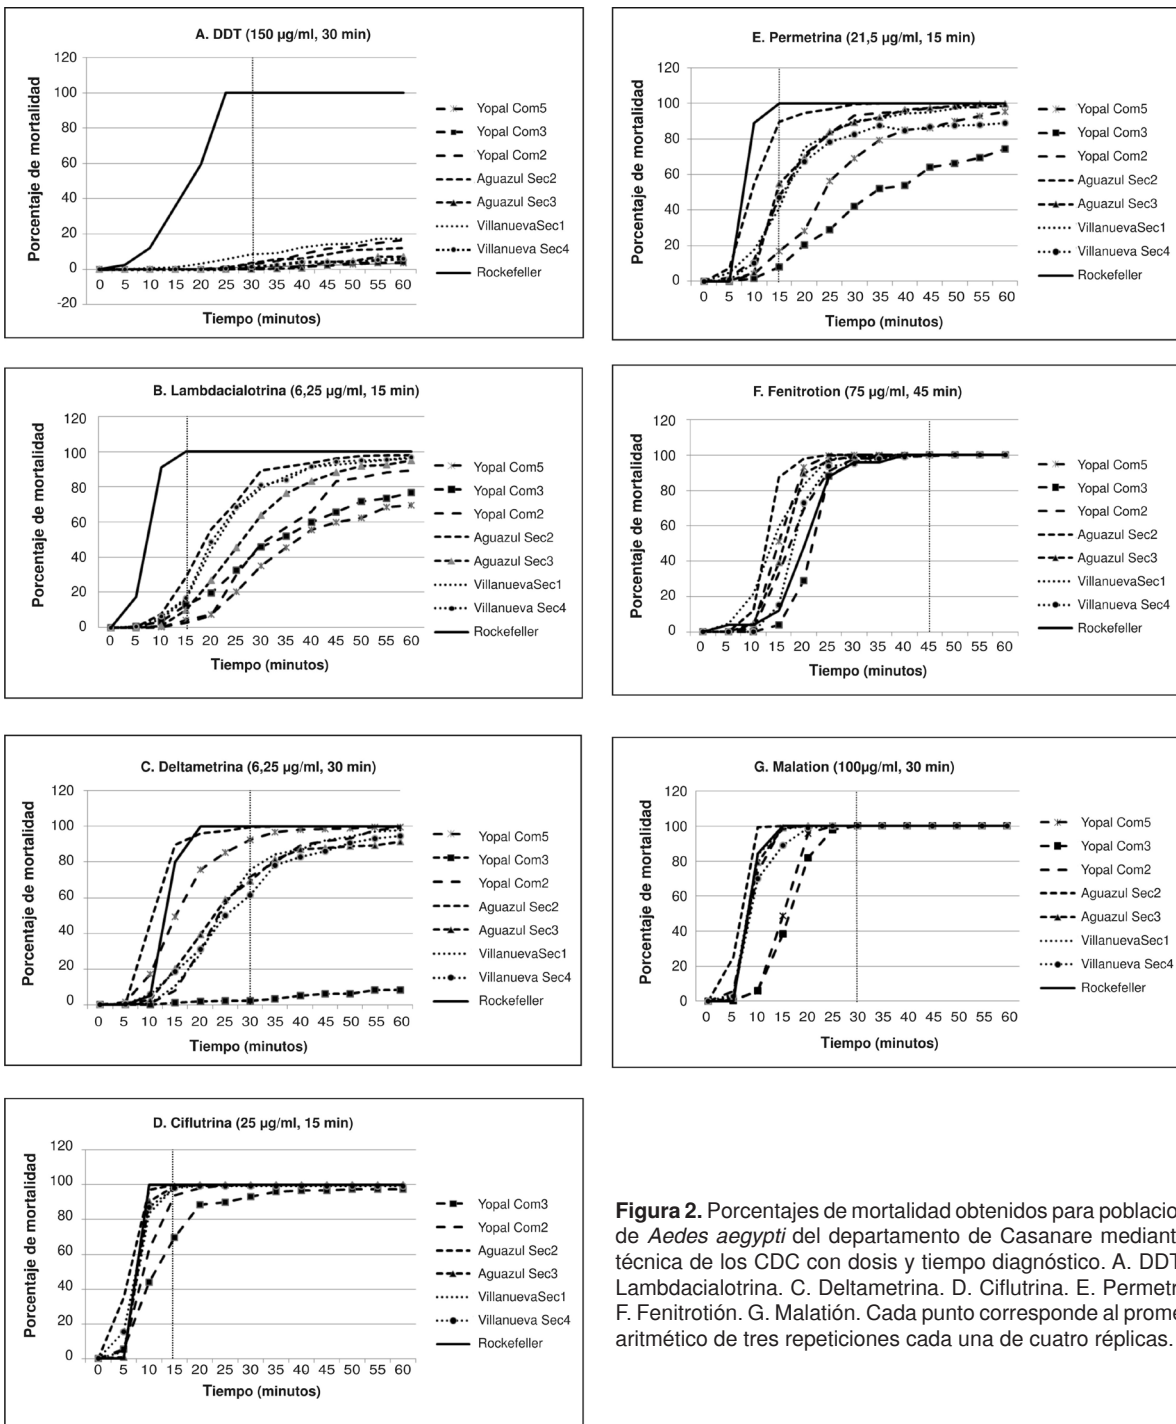 A. DDT (150 µg/ml, 30 min)
Porcentaje de mortalidad
120
100
80
60
40
20
0
-20
0 5 10 15 20 25 30 35 40 45 50 55 60
Tiempo (minutos)
Yopal Com5
Yopal Com3
Yopal Com2
Aguazul Sec2
Aguazul Sec3
VillanuevaSec1
Villanueva Sec4
Rockefeller
B. Lambdacialotrina (6,25 µg/ml, 15 min)
Porcentaje de mortalidad
120
100
80
60
40
20
0
0 5 10 15 20 25 30 35 40 45 50 55 60
Tiempo (minutos)
Yopal Com5
Yopal Com3
Yopal Com2
Aguazul Sec2
Aguazul Sec3
VillanuevaSec1
Villanueva Sec4
Rockefeller
C. Deltametrina (6,25 µg/ml, 30 min)
Porcentaje de mortalidad
120
100
80
60
40
20
0
0 5 10 15 20 25 30 35 40 45 50 55 60
Tiempo (minutos)
Yopal Com5
Yopal Com3
Yopal Com2
Aguazul Sec2
Aguazul Sec3
VillanuevaSec1
Villanueva Sec4
Rockefeller
D. Ciflutrina (25 µg/ml, 15 min)
Porcentaje de mortalidad
120
100
80
60
40
20
0
0 5 10 15 20 25 30 35 40 45 50 55 60
Tiempo (minutos)
Yopal Com3
Yopal Com2
Aguazul Sec2
Aguazul Sec3
VillanuevaSec1
Villanueva Sec4
Rockefeller
E. Permetrina (21,5 µg/ml, 15 min)
Porcentaje de mortalidad
120
100
80
60
40
20
0
0 5 10 15 20 25 30 35 40 45 50 55 60
Tiempo (minutos)
Yopal Com5
Yopal Com3
Yopal Com2
Aguazul Sec2
Aguazul Sec3
VillanuevaSec1
Villanueva Sec4
Rockefeller
F. Fenitrotion (75 µg/ml, 45 min)
Porcentaje de mortalidad
120
100
80
60
40
20
0
0 5 10 15 20 25 30 35 40 45 50 55 60
Tiempo (minutos)
Yopal Com5
Yopal Com3
Yopal Com2
Aguazul Sec2
Aguazul Sec3
VillanuevaSec1
Villanueva Sec4
Rockefeller
G. Malation (100µg/ml, 30 min)
Porcentaje de mortalidad
120
100
80
60
40
20
0
0 5 10 15 20 25 30 35 40 45 50 55 60
Tiempo (minutos)
Yopal Com5
Yopal Com3
Yopal Com2
Aguazul Sec2
Aguazul Sec3
VillanuevaSec1
Villanueva Sec4
Rockefeller
Figura 2. Porcentajes de mortalidad obtenidos para poblacio
de Aedes aegypti del departamento de Casanare mediant
técnica de los CDC con dosis y tiempo diagnóstico. A. DDT
Lambdacialotrina. C. Deltametrina. D. Ciflutrina. E. Permetr
F. Fenitrotión. G. Malatión. Cada punto corresponde al prome
aritmético de tres repeticiones cada una de cuatro réplicas.